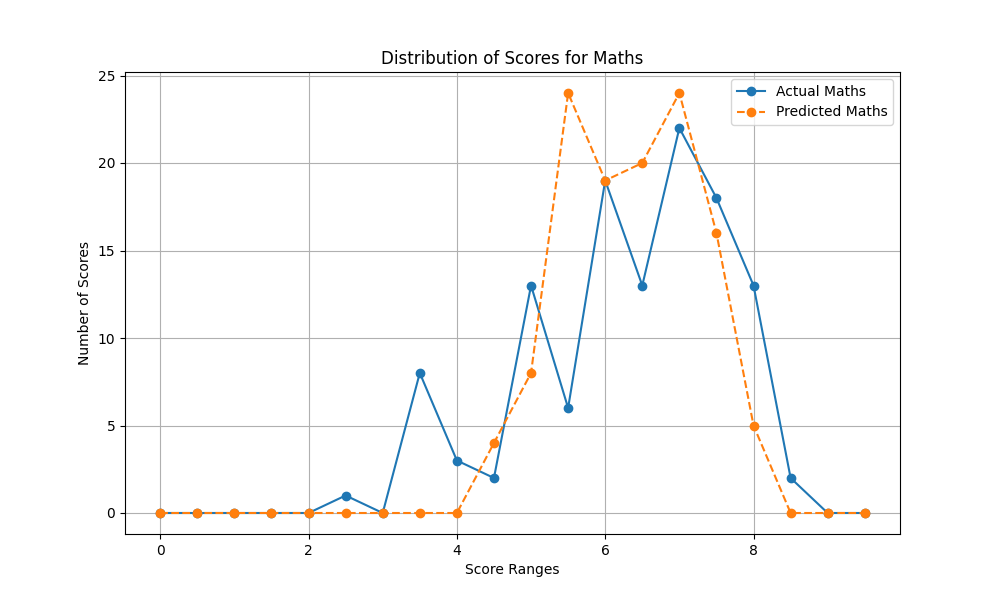 Distribution of Scores for Maths
Actual Maths
Predicted Maths
25
20
15
10
5
0
Number of Scores
0 2 4 6 8
Score Ranges